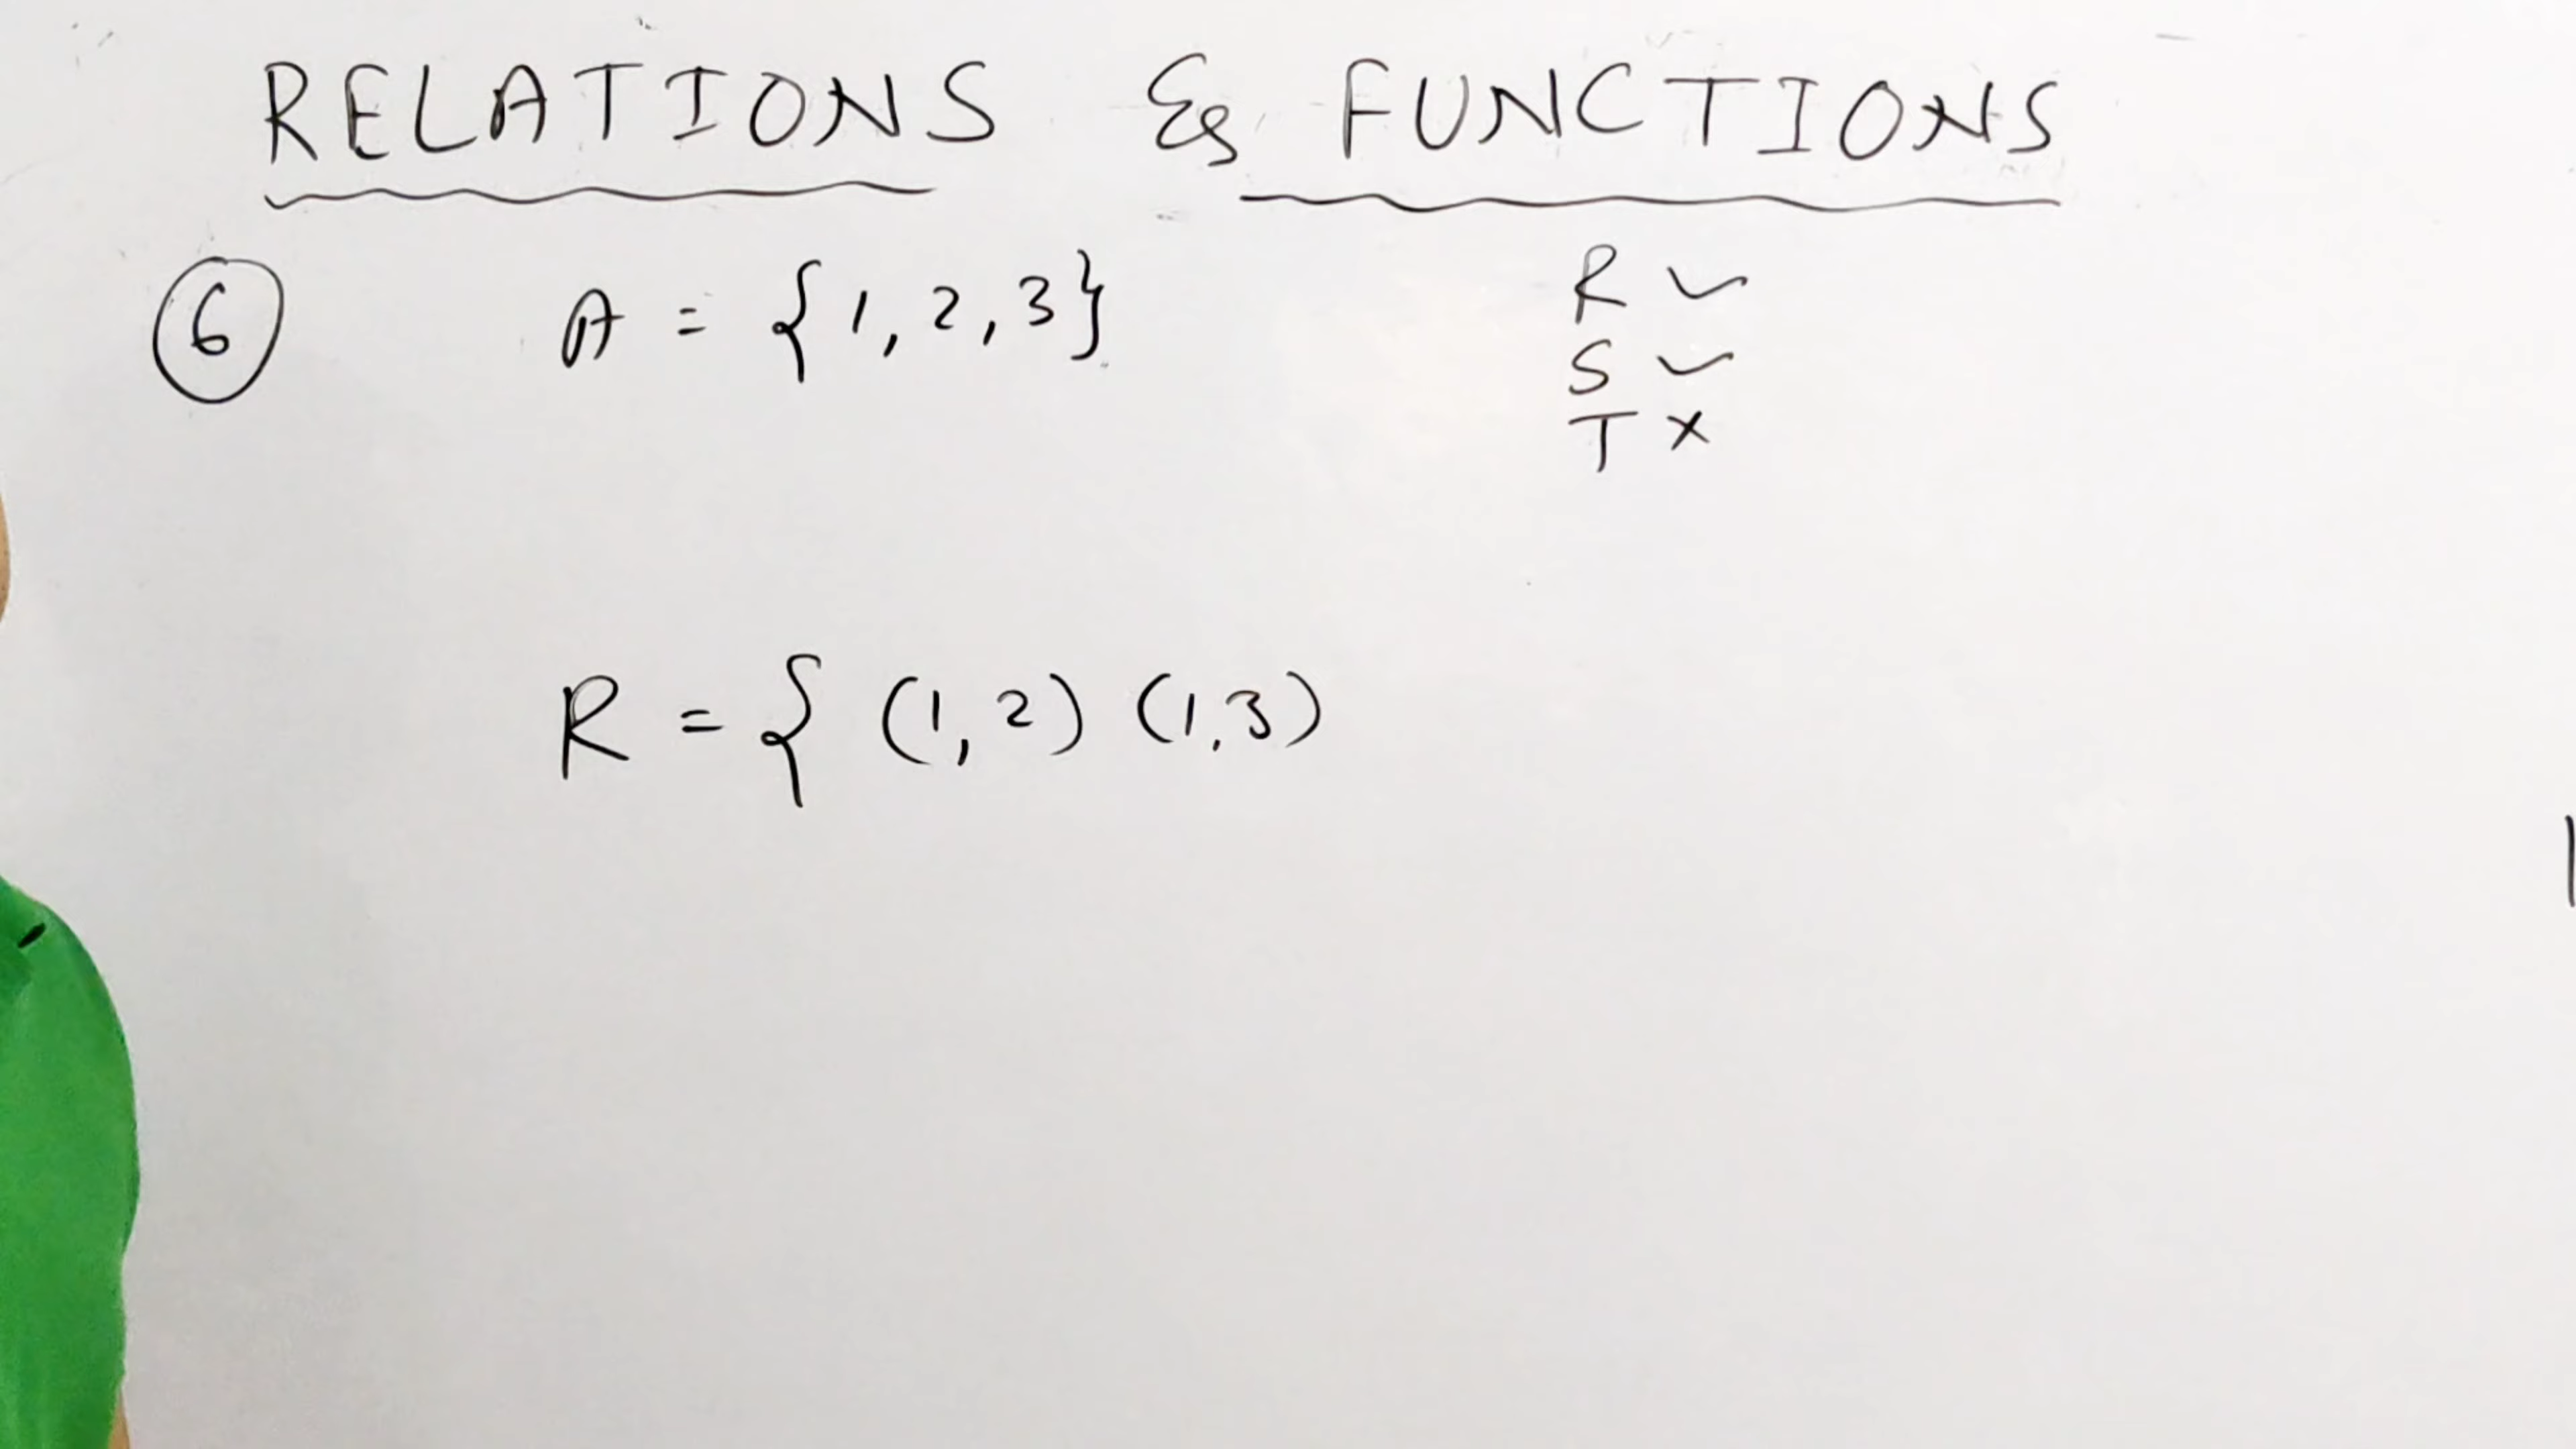 RELATIONS & FUNCTIONS
6 A = {1, 2, 3}
R ✓
S ✓
T ×
R = { (1, 2) (1,3)